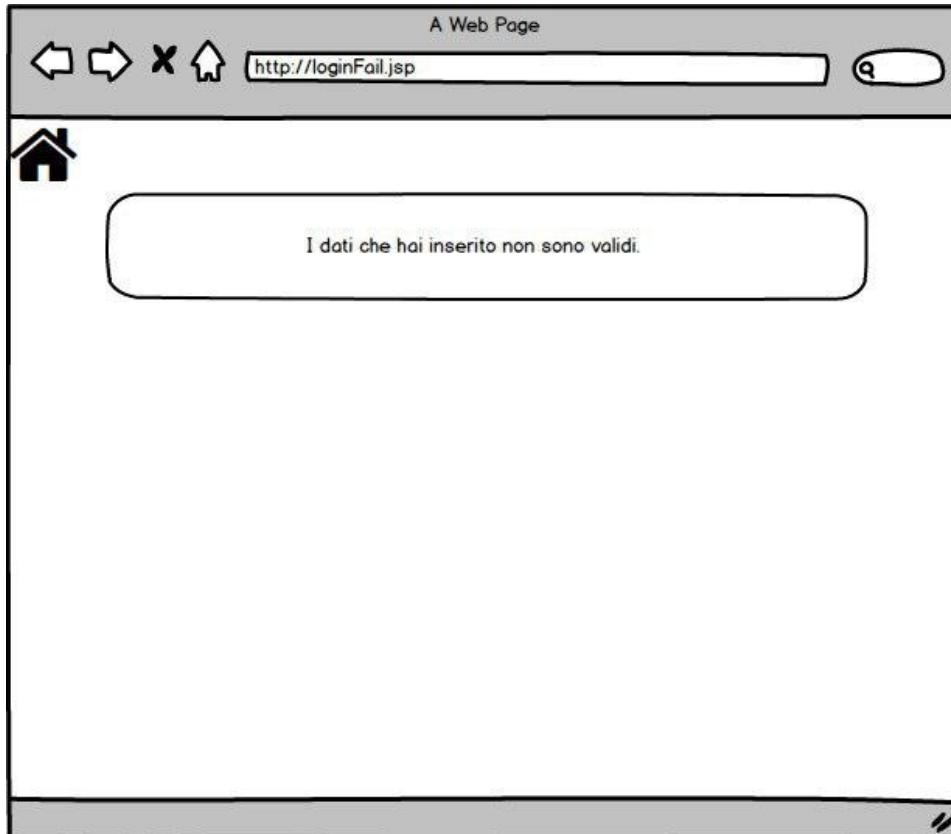 A Web Page
http://loginFail.jsp
I dati che hai inserito non sono validi.